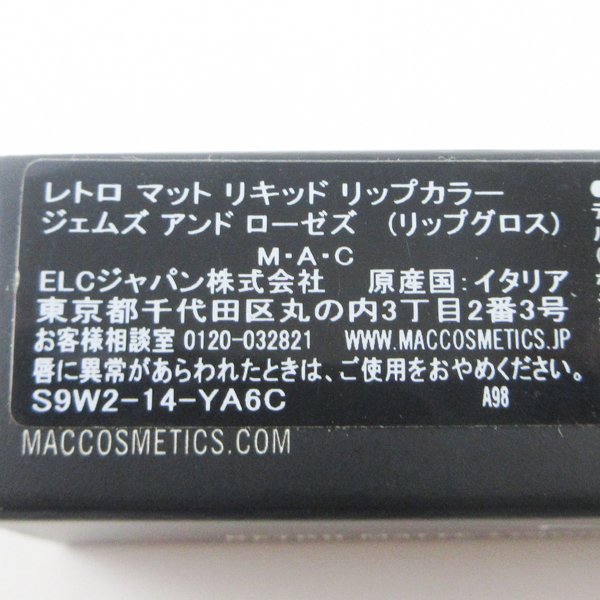 レトロ マット リキッド リップカラー
ジェムズ アンド ローゼズ (リップグロス)
M・A・C
ELCジャパン株式会社 原産国:イタリア
東京都千代田区丸の内3丁目2番3号
お客様相談室 0120-032821 WWW.MACCOSMETICS.JP
唇に異常があらわれたときは、ご使用をおやめください。
S9W2-14-YA6C A98
MACCOSMETICS.COM